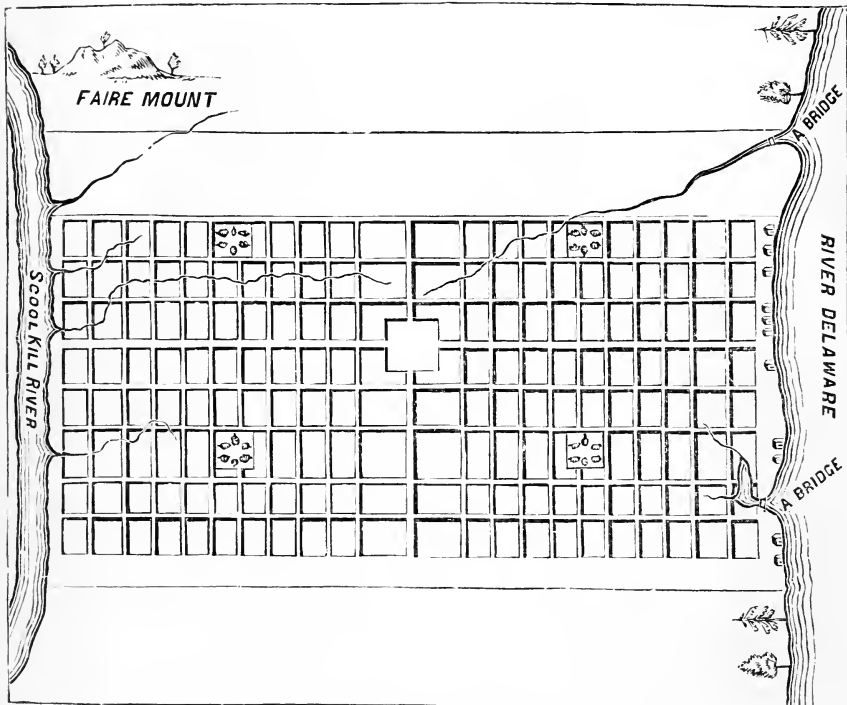 FAIRE MOUNT
A BRIDGE
SCOOL KILL RIVER
RIVER DELAWARE
A BRIDGE